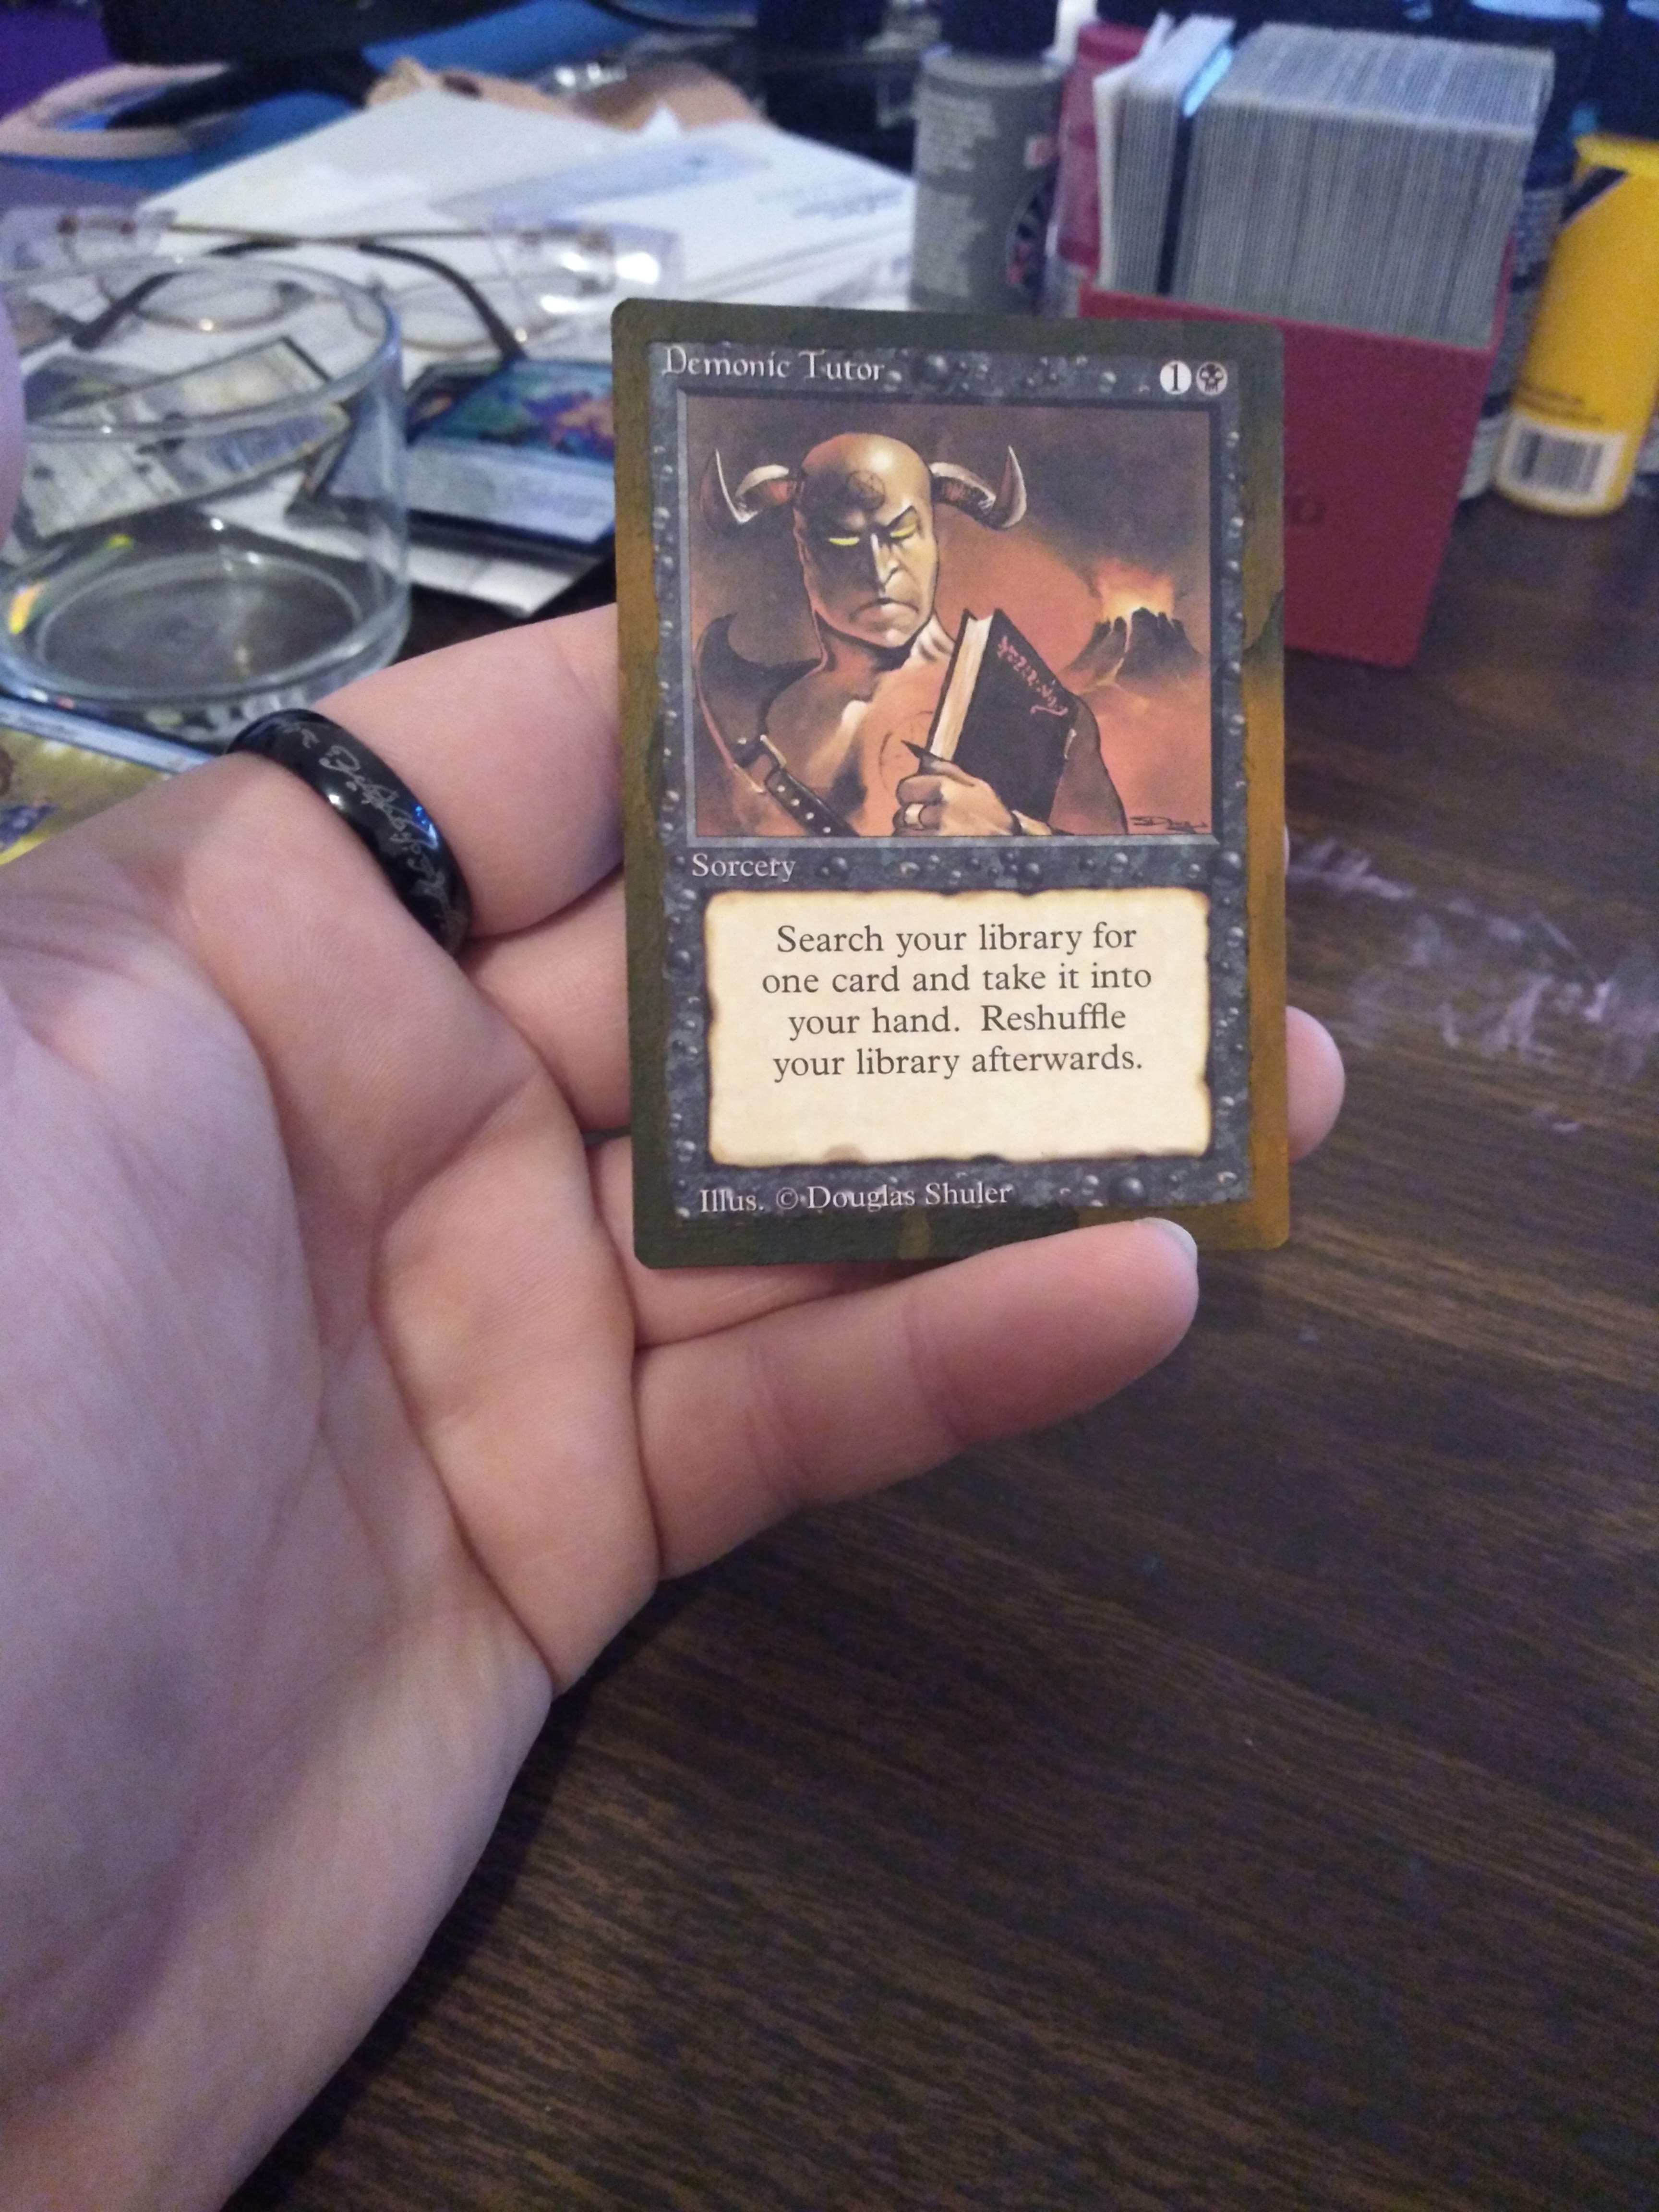 Demonic Tutor
1
Sorcery
Search your library for
one card and take it into
your hand. Reshuffle
your library afterwards.
Illus. © Douglas Shuler